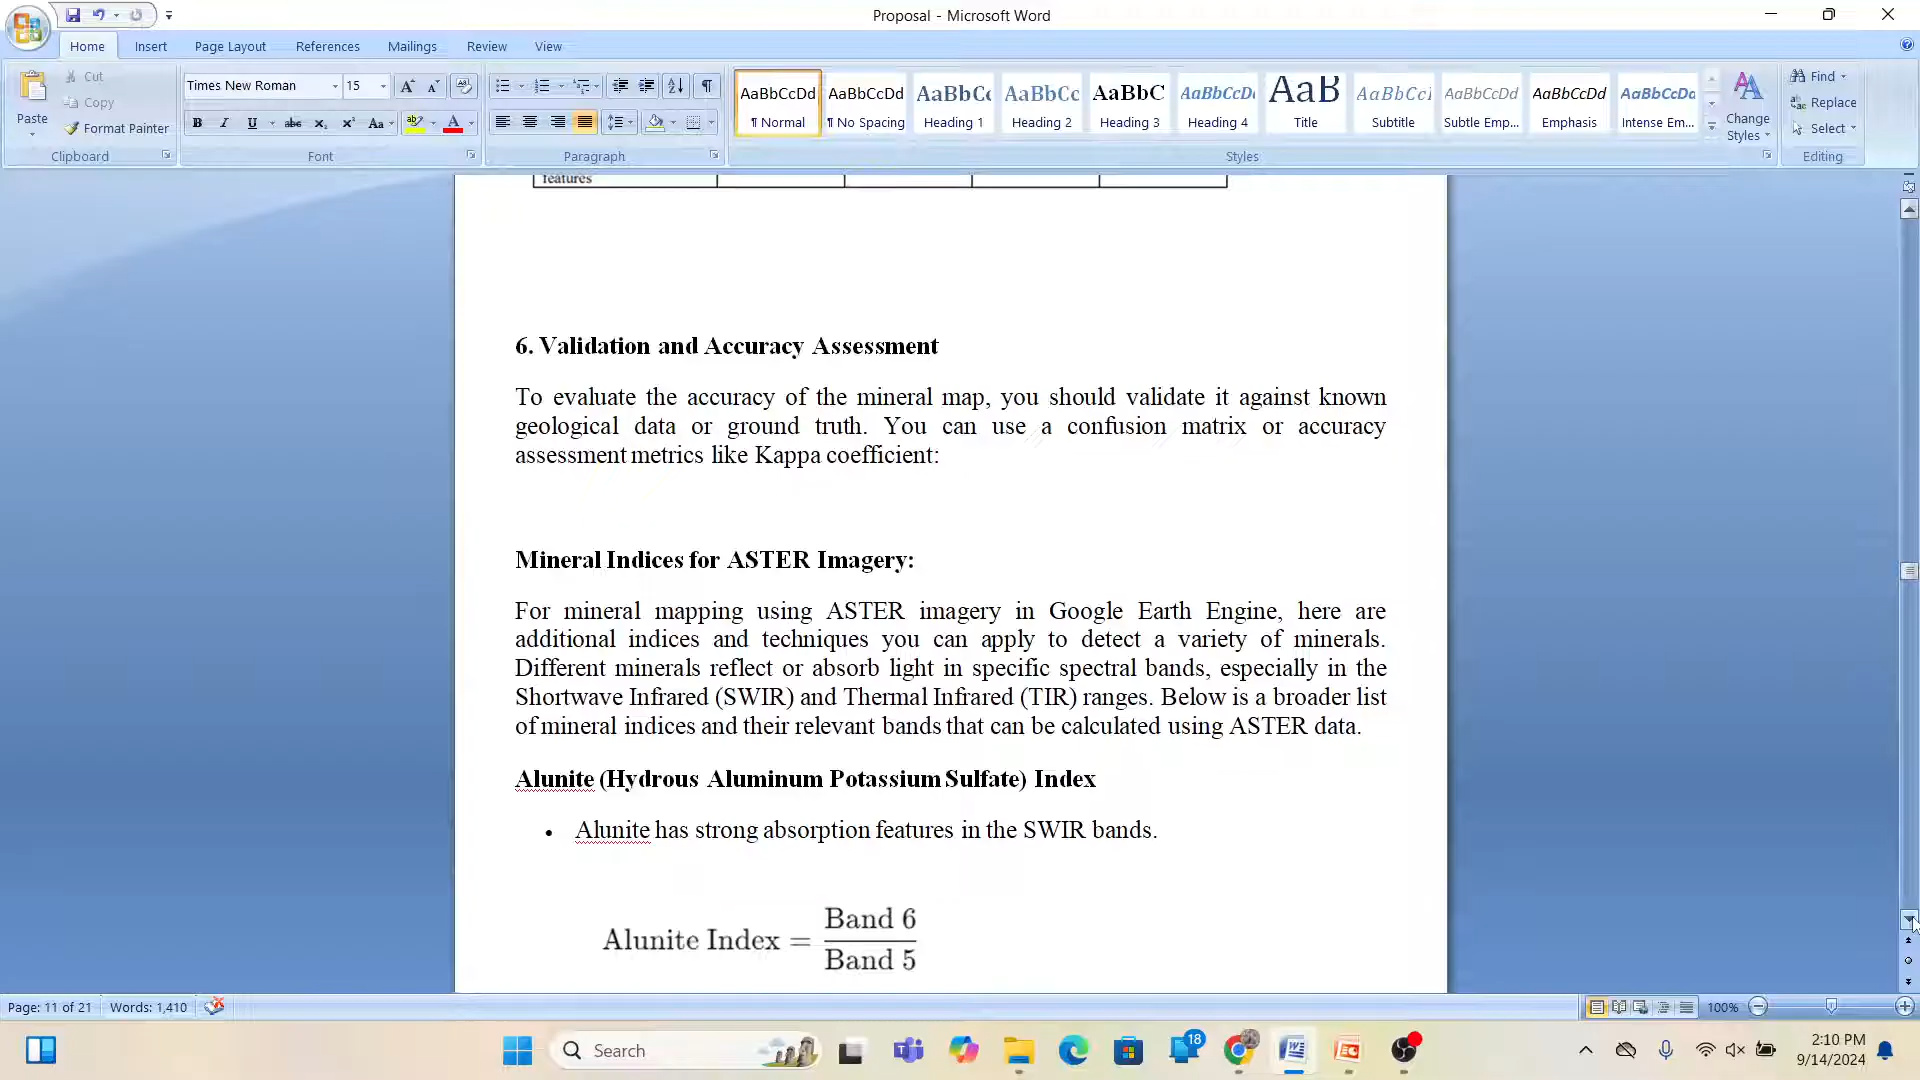 Proposal - Microsoft Word
Home Insert Page Layout References Mailings Review View
Paste
Cut
Copy
Format Painter
Clipboard
Times New Roman 15
Font
Paragraph
AaBbCcDd AaBbCcDd AaBbCc AaBbCc AaBbC AaBbCcDc AaB AaBbCcI AaBbCcDd AaBbCcDd AaBbCcDd
¶ Normal ¶ No Spacing Heading 1 Heading 2 Heading 3 Heading 4 Title Subtitle Subtle Emp... Emphasis Intense Em...
Styles
Change Styles
Find
Replace
Select
Editing
features
6. Validation and Accuracy Assessment
To evaluate the accuracy of the mineral map, you should validate it against known
geological data or ground truth. You can use a confusion matrix or accuracy
assessment metrics like Kappa coefficient:
Mineral Indices for ASTER Imagery:
For mineral mapping using ASTER imagery in Google Earth Engine, here are
additional indices and techniques you can apply to detect a variety of minerals.
Different minerals reflect or absorb light in specific spectral bands, especially in the
Shortwave Infrared (SWIR) and Thermal Infrared (TIR) ranges. Below is a broader list
of mineral indices and their relevant bands that can be calculated using ASTER data.
Alunite (Hydrous Aluminum Potassium Sulfate) Index
• Alunite has strong absorption features in the SWIR bands.
Alunite Index = Band 6
Band 5
Page: 11 of 21 Words: 1,410 100%
Search 18 2:10 PM
9/14/2024